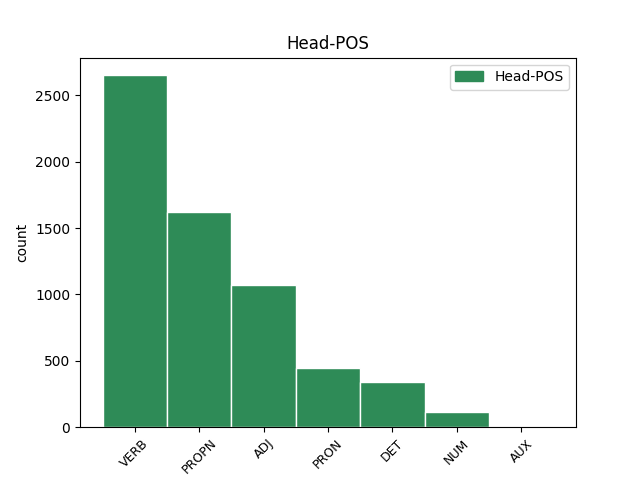 Head-POS
Head-POS
2500
2000
1500
1000
500
0
count
VERB
PROPN
ADJ
PRON
DET
NUM
AUX